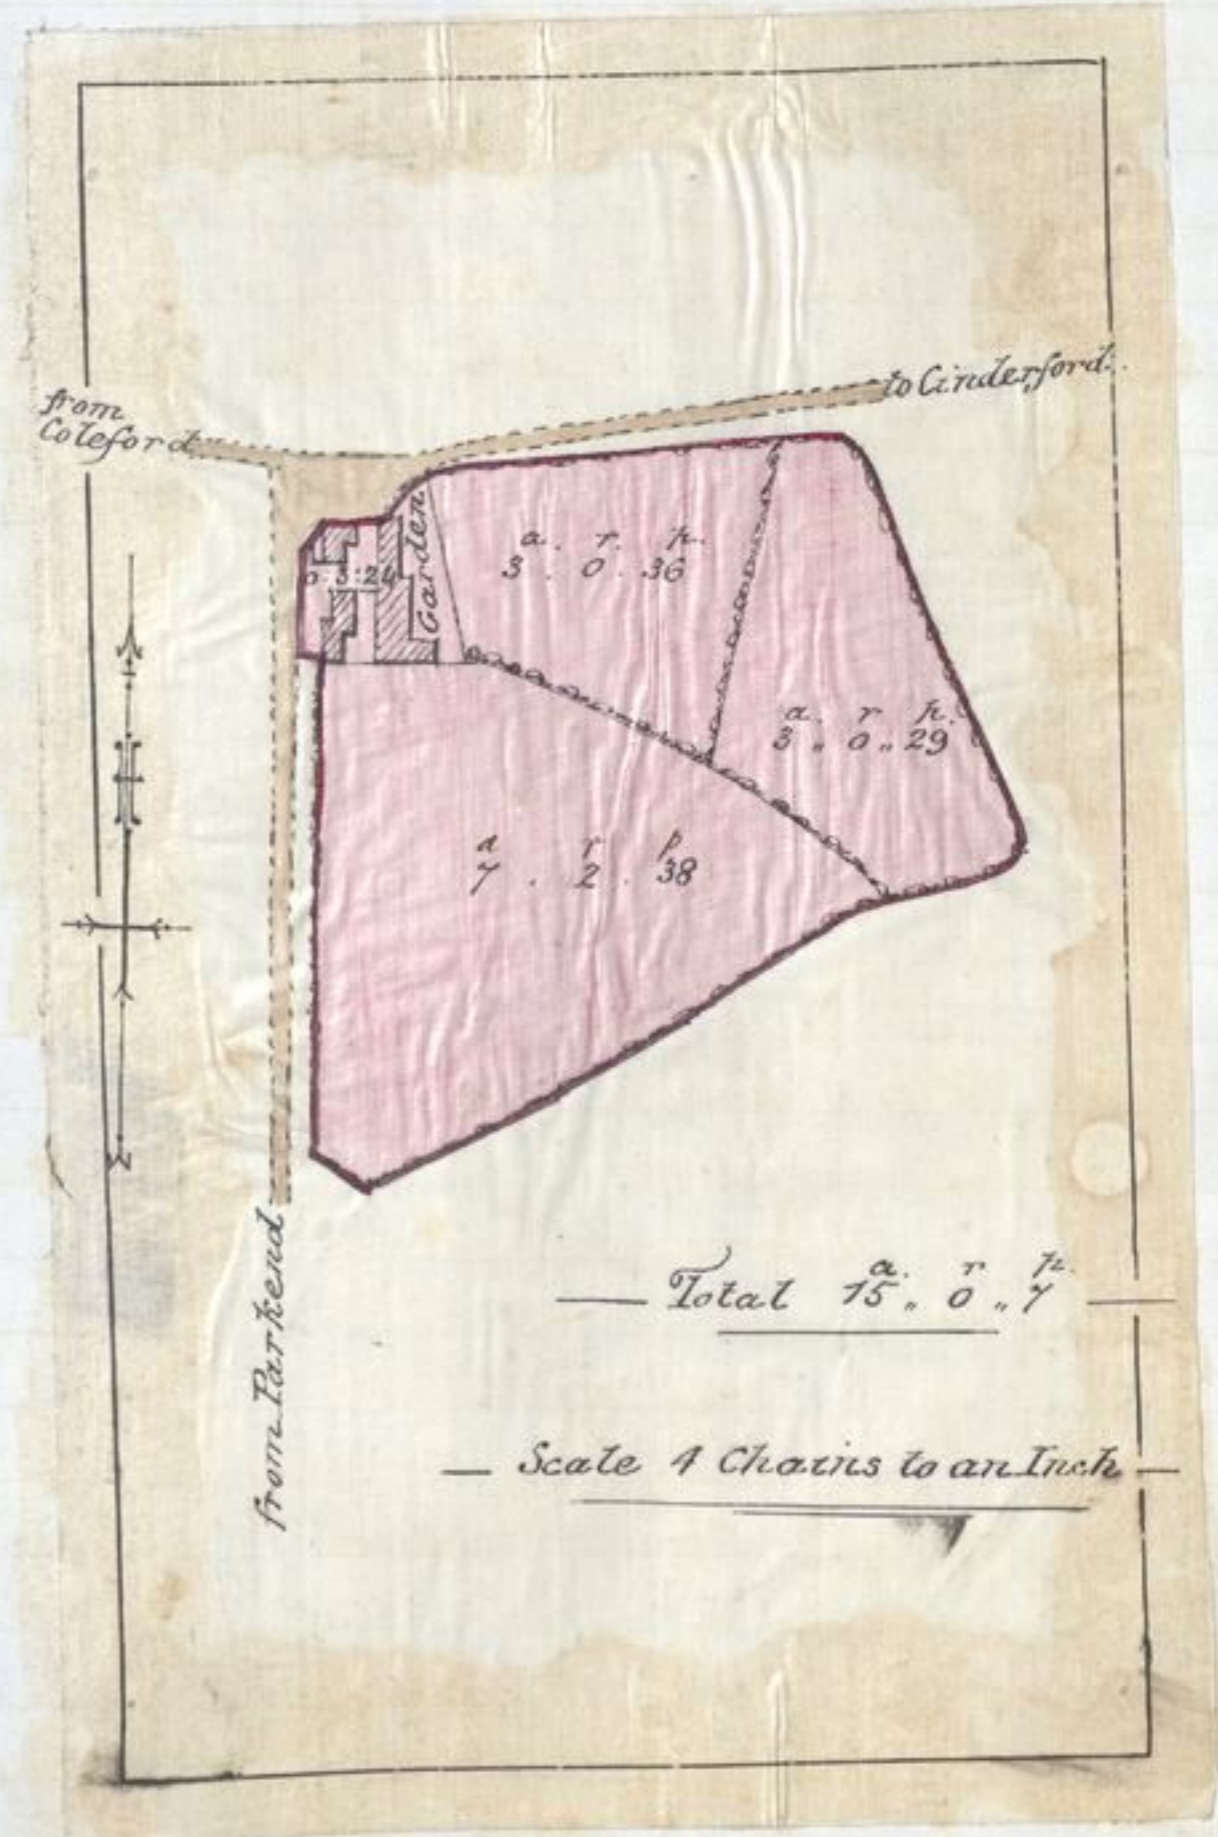 from
Coleford
to Cinderford.
Garden
a. r. p.
3 . 0 . 36
0:3:24
a. r p.
3 „ 0 „ 29
a r p
7 . 2 . 38
from Parkend
a. r p.
Total 15 „ 0 „ 7
Scale 4 Chains to an Inch